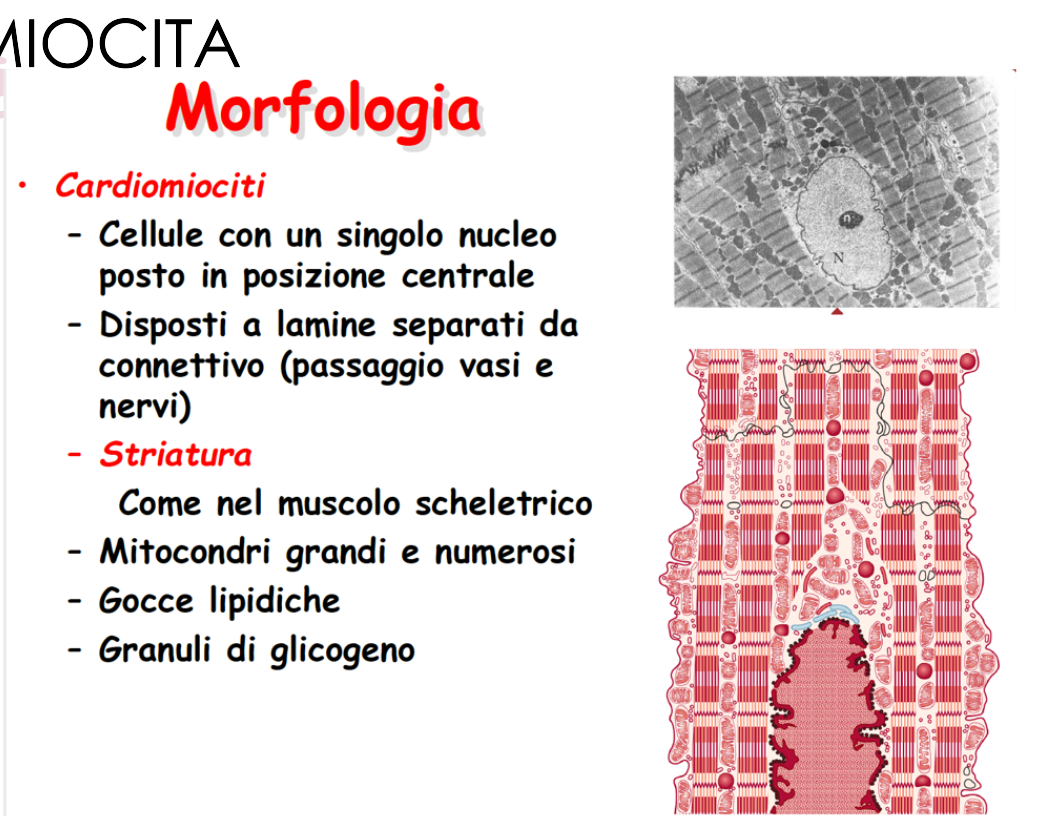 MIOCITA
Morfologia
• Cardiomiociti
– Cellule con un singolo nucleo
posto in posizione centrale
– Disposti a lamine separati da
connettivo (passaggio vasi e
nervi)
– Striatura
Come nel muscolo scheletrico
– Mitocondri grandi e numerosi
– Gocce lipidiche
– Granuli di glicogeno
n
N